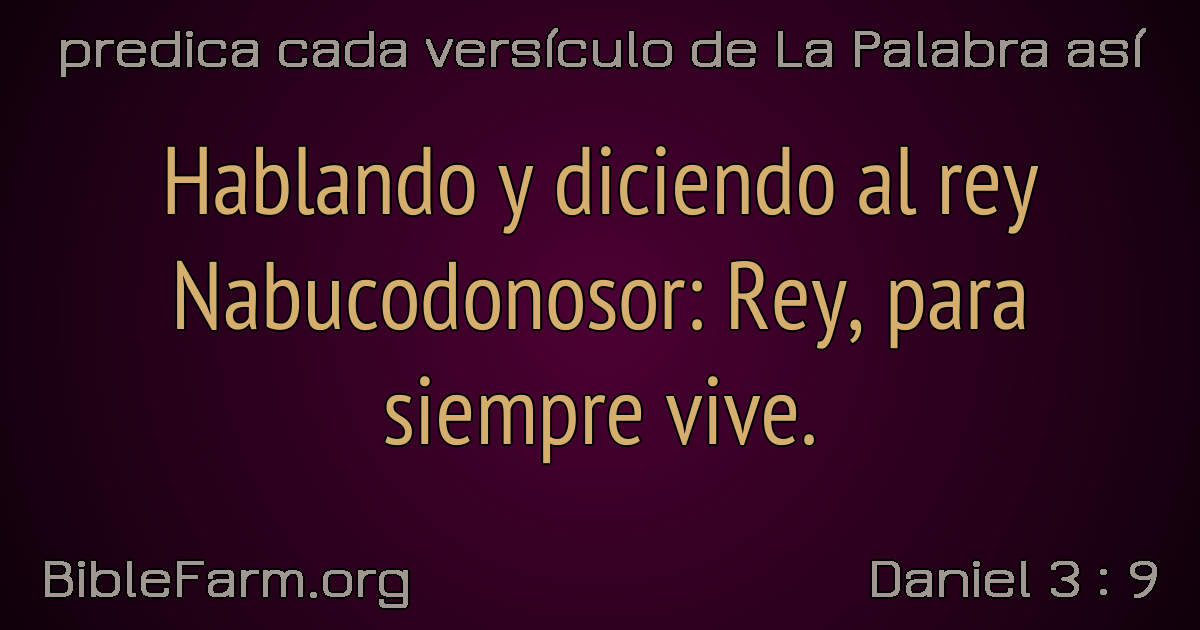 predica cada versículo de La Palabra así
Hablando y diciendo al rey
Nabucodonosor: Rey, para
siempre vive.
BibleFarm.org
Daniel 3 : 9